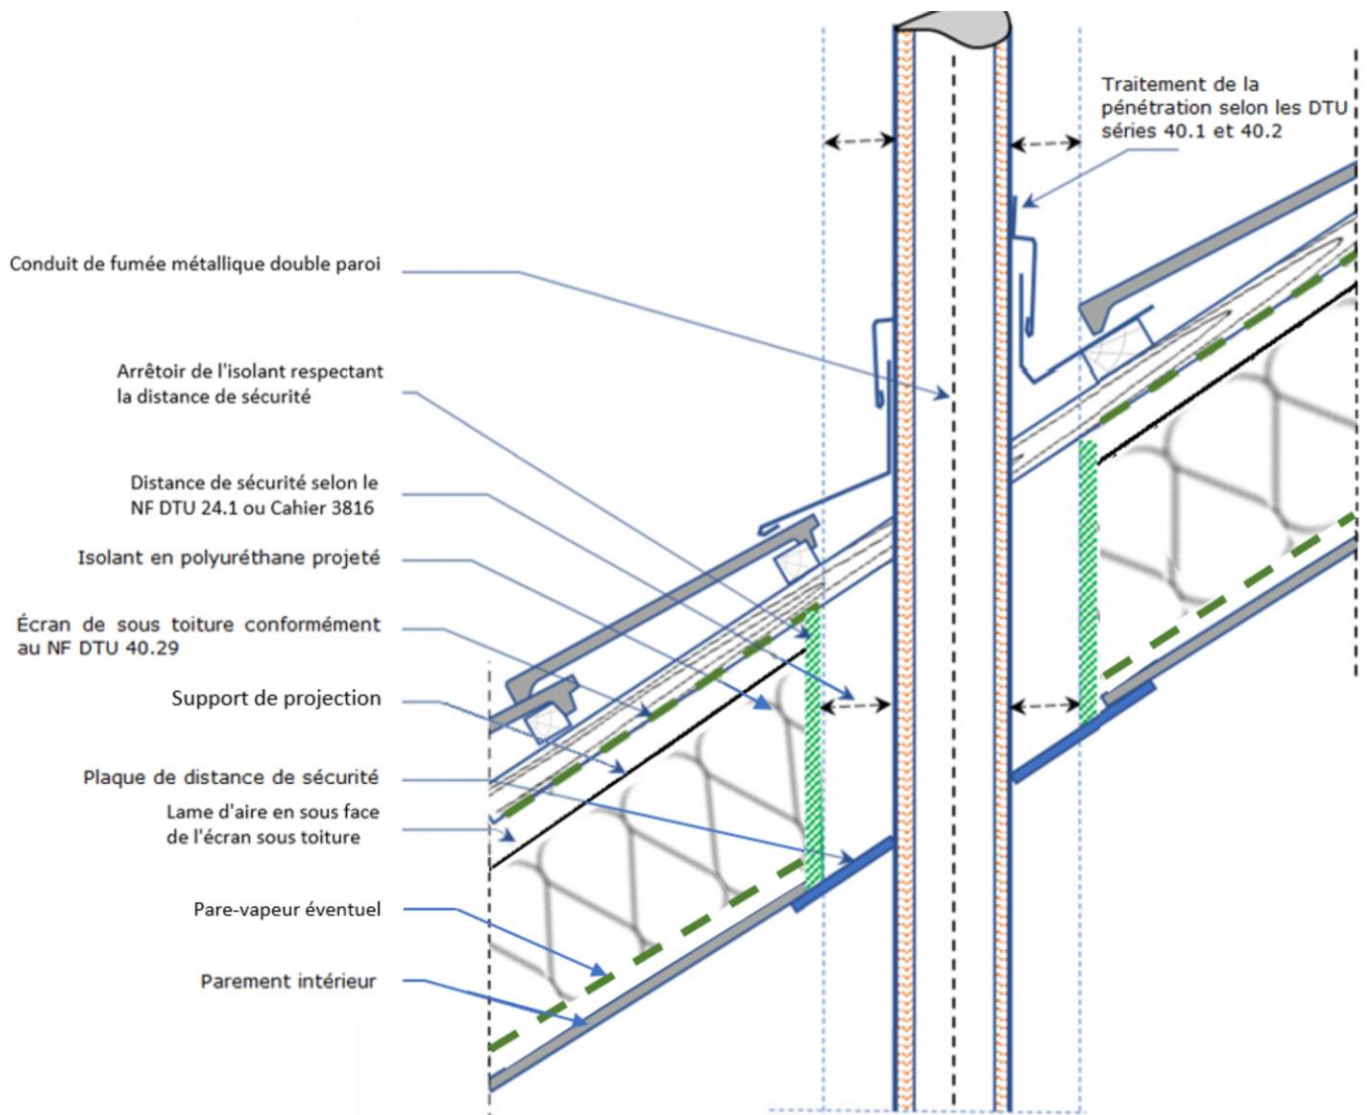 Traitement de la
pénétration selon les DTU
séries 40.1 et 40.2
Conduit de fumée métallique double paroi
Arrêtoir de l'isolant respectant
la distance de sécurité
Distance de sécurité selon le
NF DTU 24.1 ou Cahier 3816
Isolant en polyuréthane projeté
Écran de sous toiture conformément
au NF DTU 40.29
Support de projection
Plaque de distance de sécurité
Lame d'aire en sous face
de l'écran sous toiture
Pare-vapeur éventuel
Parement intérieur